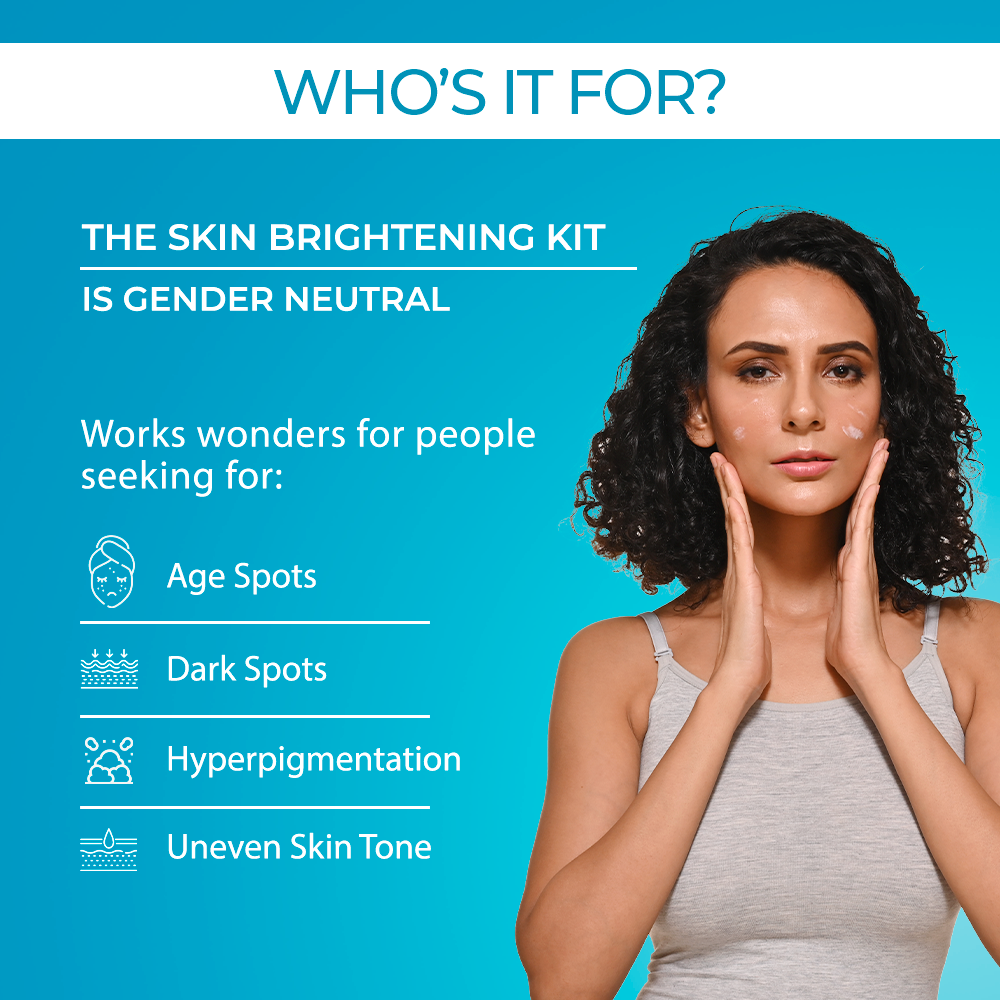 WHO'S IT FOR?
THE SKIN BRIGHTENING KIT
IS GENDER NEUTRAL
Works wonders for people
seeking for:
Age Spots
Dark Spots
Hyperpigmentation
Uneven Skin Tone